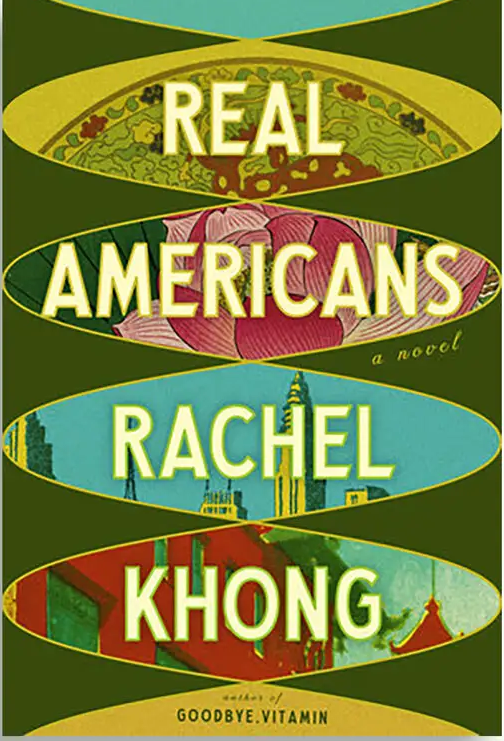 REAL
AMERICANS
a novel
RACHEL
KHONG
author of
GOODBYE, VITAMIN